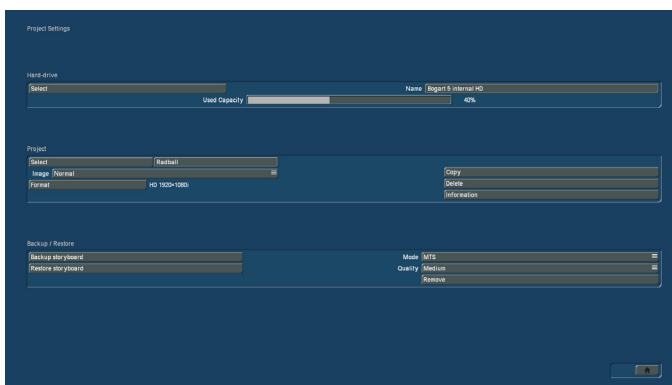 Project Settings
Hard-drive
Select Name Bogart 5 internal HD
Used Capacity 40%
Project
Select Radball
Image Normal Copy
Format HD 1920×1080i Delete
Information
Backup / Restore
Backup storyboard Mode MTS
Restore storyboard Quality Medium
Remove